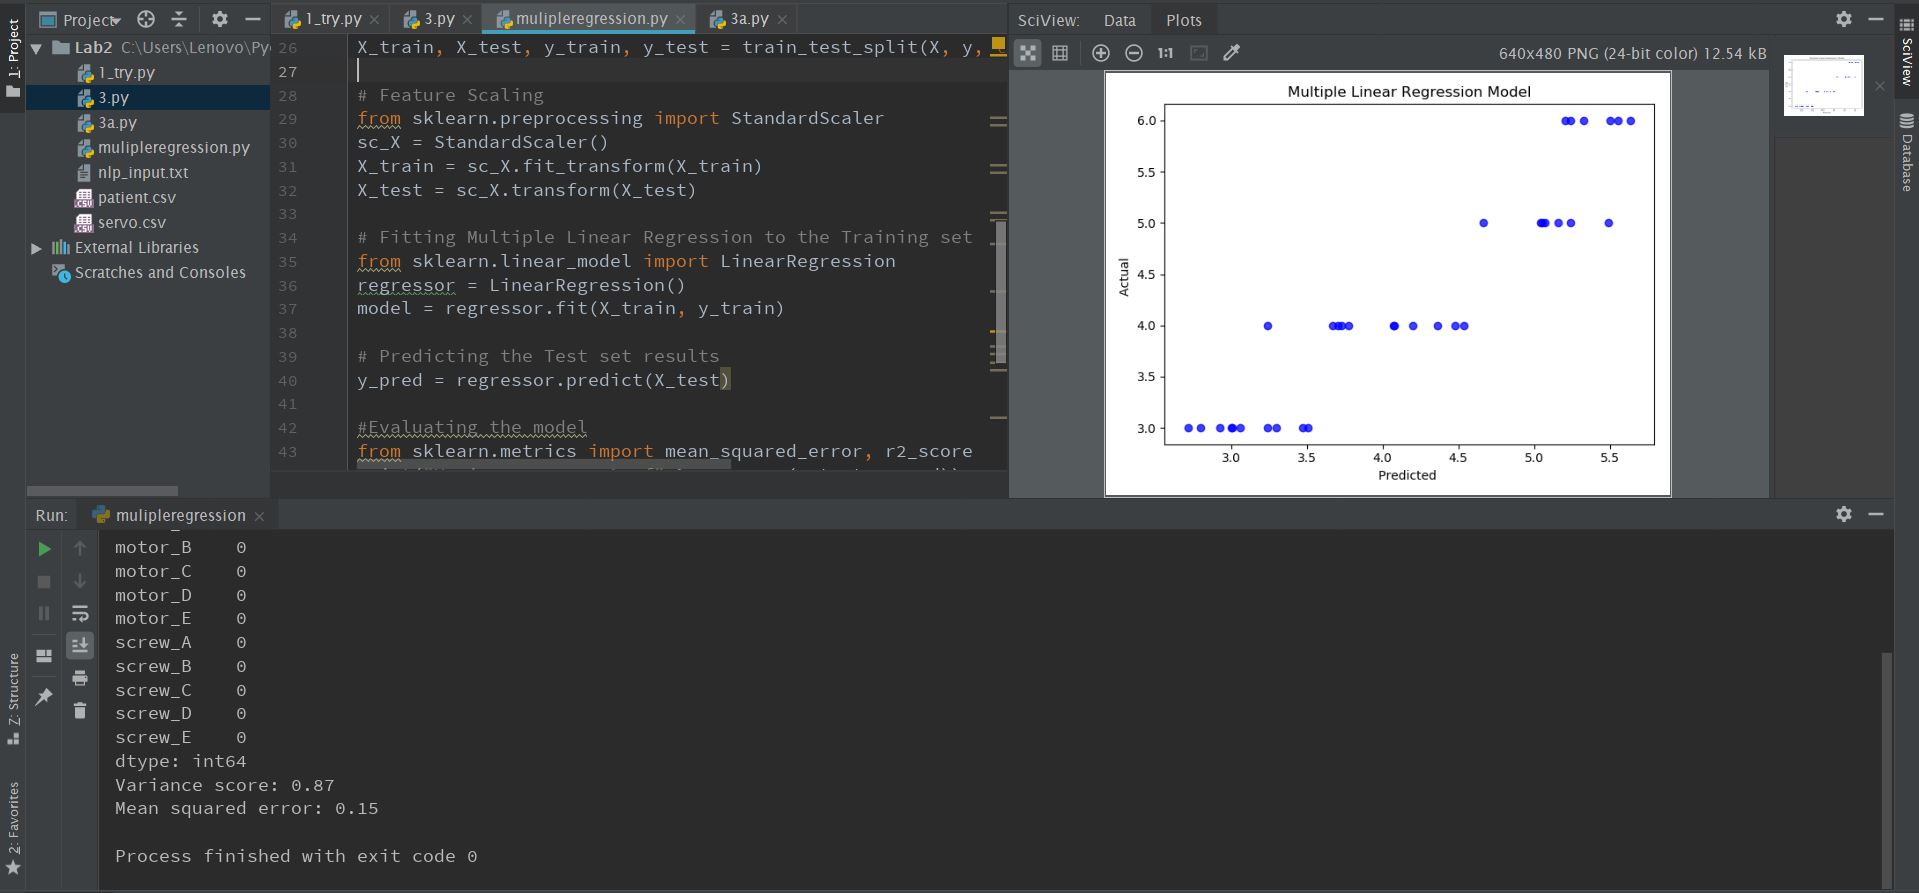 1: Project
Project
Lab2 C:\Users\Lenovo\Py
1_try.py
3.py
3a.py
mulipleregression.py
nlp_input.txt
patient.csv
servo.csv
External Libraries
Scratches and Consoles
1_try.py
3.py
mulipleregression.py
3a.py
26 X_train, X_test, y_train, y_test = train_test_split(X, y,
27
28 # Feature Scaling
29 from sklearn.preprocessing import StandardScaler
30 sc_X = StandardScaler()
31 X_train = sc_X.fit_transform(X_train)
32 X_test = sc_X.transform(X_test)
33
34 # Fitting Multiple Linear Regression to the Training set
35 from sklearn.linear_model import LinearRegression
36 regressor = LinearRegression()
37 model = regressor.fit(X_train, y_train)
38
39 # Predicting the Test set results
40 y_pred = regressor.predict(X_test)
41
42 #Evaluating the model
43 from sklearn.metrics import mean_squared_error, r2_score
SciView: Data Plots
1:1
640x480 PNG (24-bit color) 12.54 kB
Multiple Linear Regression Model
6.0
5.5
5.0
4.5
4.0
3.5
3.0
Actual
3.0 3.5 4.0 4.5 5.0 5.5
Predicted
SciView
Database
Run: mulipleregression
motor_B 0
motor_C 0
motor_D 0
motor_E 0
screw_A 0
screw_B 0
screw_C 0
screw_D 0
screw_E 0
dtype: int64
Variance score: 0.87
Mean squared error: 0.15
Process finished with exit code 0
Z: Structure
2: Favorites